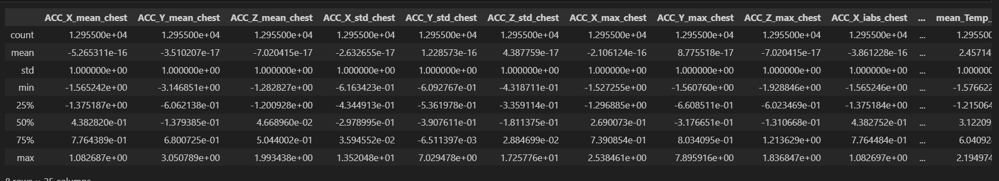 ACC_X_mean_chest ACC_Y_mean_chest ACC_Z_mean_chest ACC_X_std_chest ACC_Y_std_chest ACC_Z_std_chest ACC_X_max_chest ACC_Y_max_chest ACC_Z_max_chest ACC_X_iabs_chest ... mean_Temp_
count 1.295500e+04 1.295500e+04 1.295500e+04 1.295500e+04 1.295500e+04 1.295500e+04 1.295500e+04 1.295500e+04 1.295500e+04 1.295500e+04 ... 1.295500
mean -5.265311e-16 -3.510207e-17 -7.020415e-17 -2.632655e-17 1.228573e-16 4.387759e-17 -2.106124e-16 8.775518e-17 -7.020415e-17 -3.861228e-16 ... 2.45714
std 1.000000e+00 1.000000e+00 1.000000e+00 1.000000e+00 1.000000e+00 1.000000e+00 1.000000e+00 1.000000e+00 1.000000e+00 1.000000e+00 ... 1.000000
min -1.565242e+00 -3.146851e+00 -1.282827e+00 -6.163423e-01 -6.092767e-01 -4.318711e-01 -1.527255e+00 -1.560760e+00 -1.928846e+00 -1.565246e+00 ... -1.576622
25% -1.375187e+00 -6.062138e-01 -1.200928e+00 -4.344913e-01 -5.361978e-01 -3.359114e-01 -1.296885e+00 -6.608511e-01 -6.023469e-01 -1.375184e+00 ... -1.215064
50% 4.382820e-01 -1.379385e-01 4.668960e-02 -2.978995e-01 -3.907611e-01 -1.811375e-01 2.690073e-01 -3.176651e-01 -1.310668e-01 4.382752e-01 ... 3.12209
75% 7.764389e-01 6.800725e-01 5.044002e-01 3.594552e-02 -6.511397e-03 2.884699e-02 7.390854e-01 8.034095e-01 1.213629e+00 7.764484e-01 ... 6.04092
max 1.082687e+00 3.050789e+00 1.993438e+00 1.352048e+01 7.029478e+00 1.725776e+01 2.538461e+00 7.895916e+00 1.836847e+00 1.082697e+00 ... 2.194974
8 rows × 25 columns